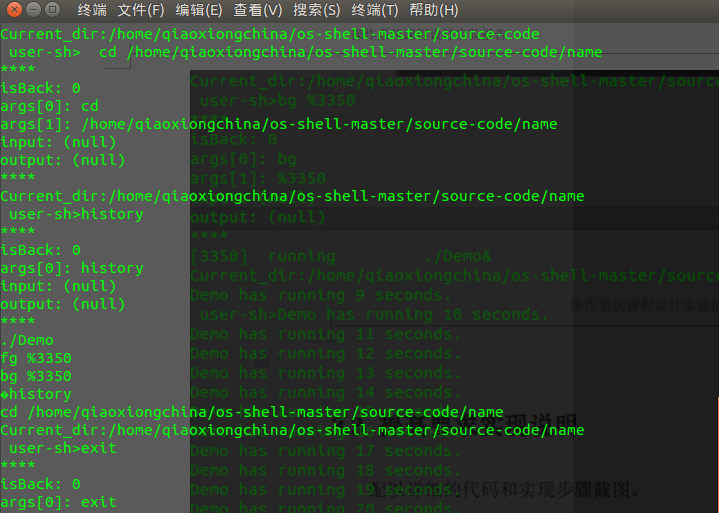 终端 文件(F) 编辑(E) 查看(V) 搜索(S) 终端(T) 帮助(H)
Current_dir:/home/qiaoxiongchina/os-shell-master/source-code
user-sh>  cd /home/qiaoxiongchina/os-shell-master/source-code/name
****
isBack: 0
args[0]: cd
args[1]: /home/qiaoxiongchina/os-shell-master/source-code/name
input: (null)
output: (null)
****
Current_dir:/home/qiaoxiongchina/os-shell-master/source-code/name
user-sh>history
****
isBack: 0
args[0]: history
input: (null)
output: (null)
****
./Demo
fg %3350
bg %3350
�history
cd /home/qiaoxiongchina/os-shell-master/source-code/name
Current_dir:/home/qiaoxiongchina/os-shell-master/source-code/name
user-sh>exit
****
isBack: 0
args[0]: exit
Current_dir:/home/qiaoxiongchina/os-shell-master/source
user-sh>bg %3350
****
isBack: 0
args[0]: bg
args[1]: %3350
output: (null)
****
[3350]  running         ./Demo&
Current_dir:/home/qiaoxiongchina/os-shell-master/source
Demo has running 9 seconds.
user-sh>Demo has running 10 seconds.
Demo has running 11 seconds.
Demo has running 12 seconds.
Demo has running 13 seconds.
Demo has running 14 seconds.
Demo has running 17 seconds.
Demo has running 18 seconds.
Demo has running 19 seconds.
Demo has running 20 seconds.
操作系统课程设计实验
实现说明
的代码和实现步骤截图。